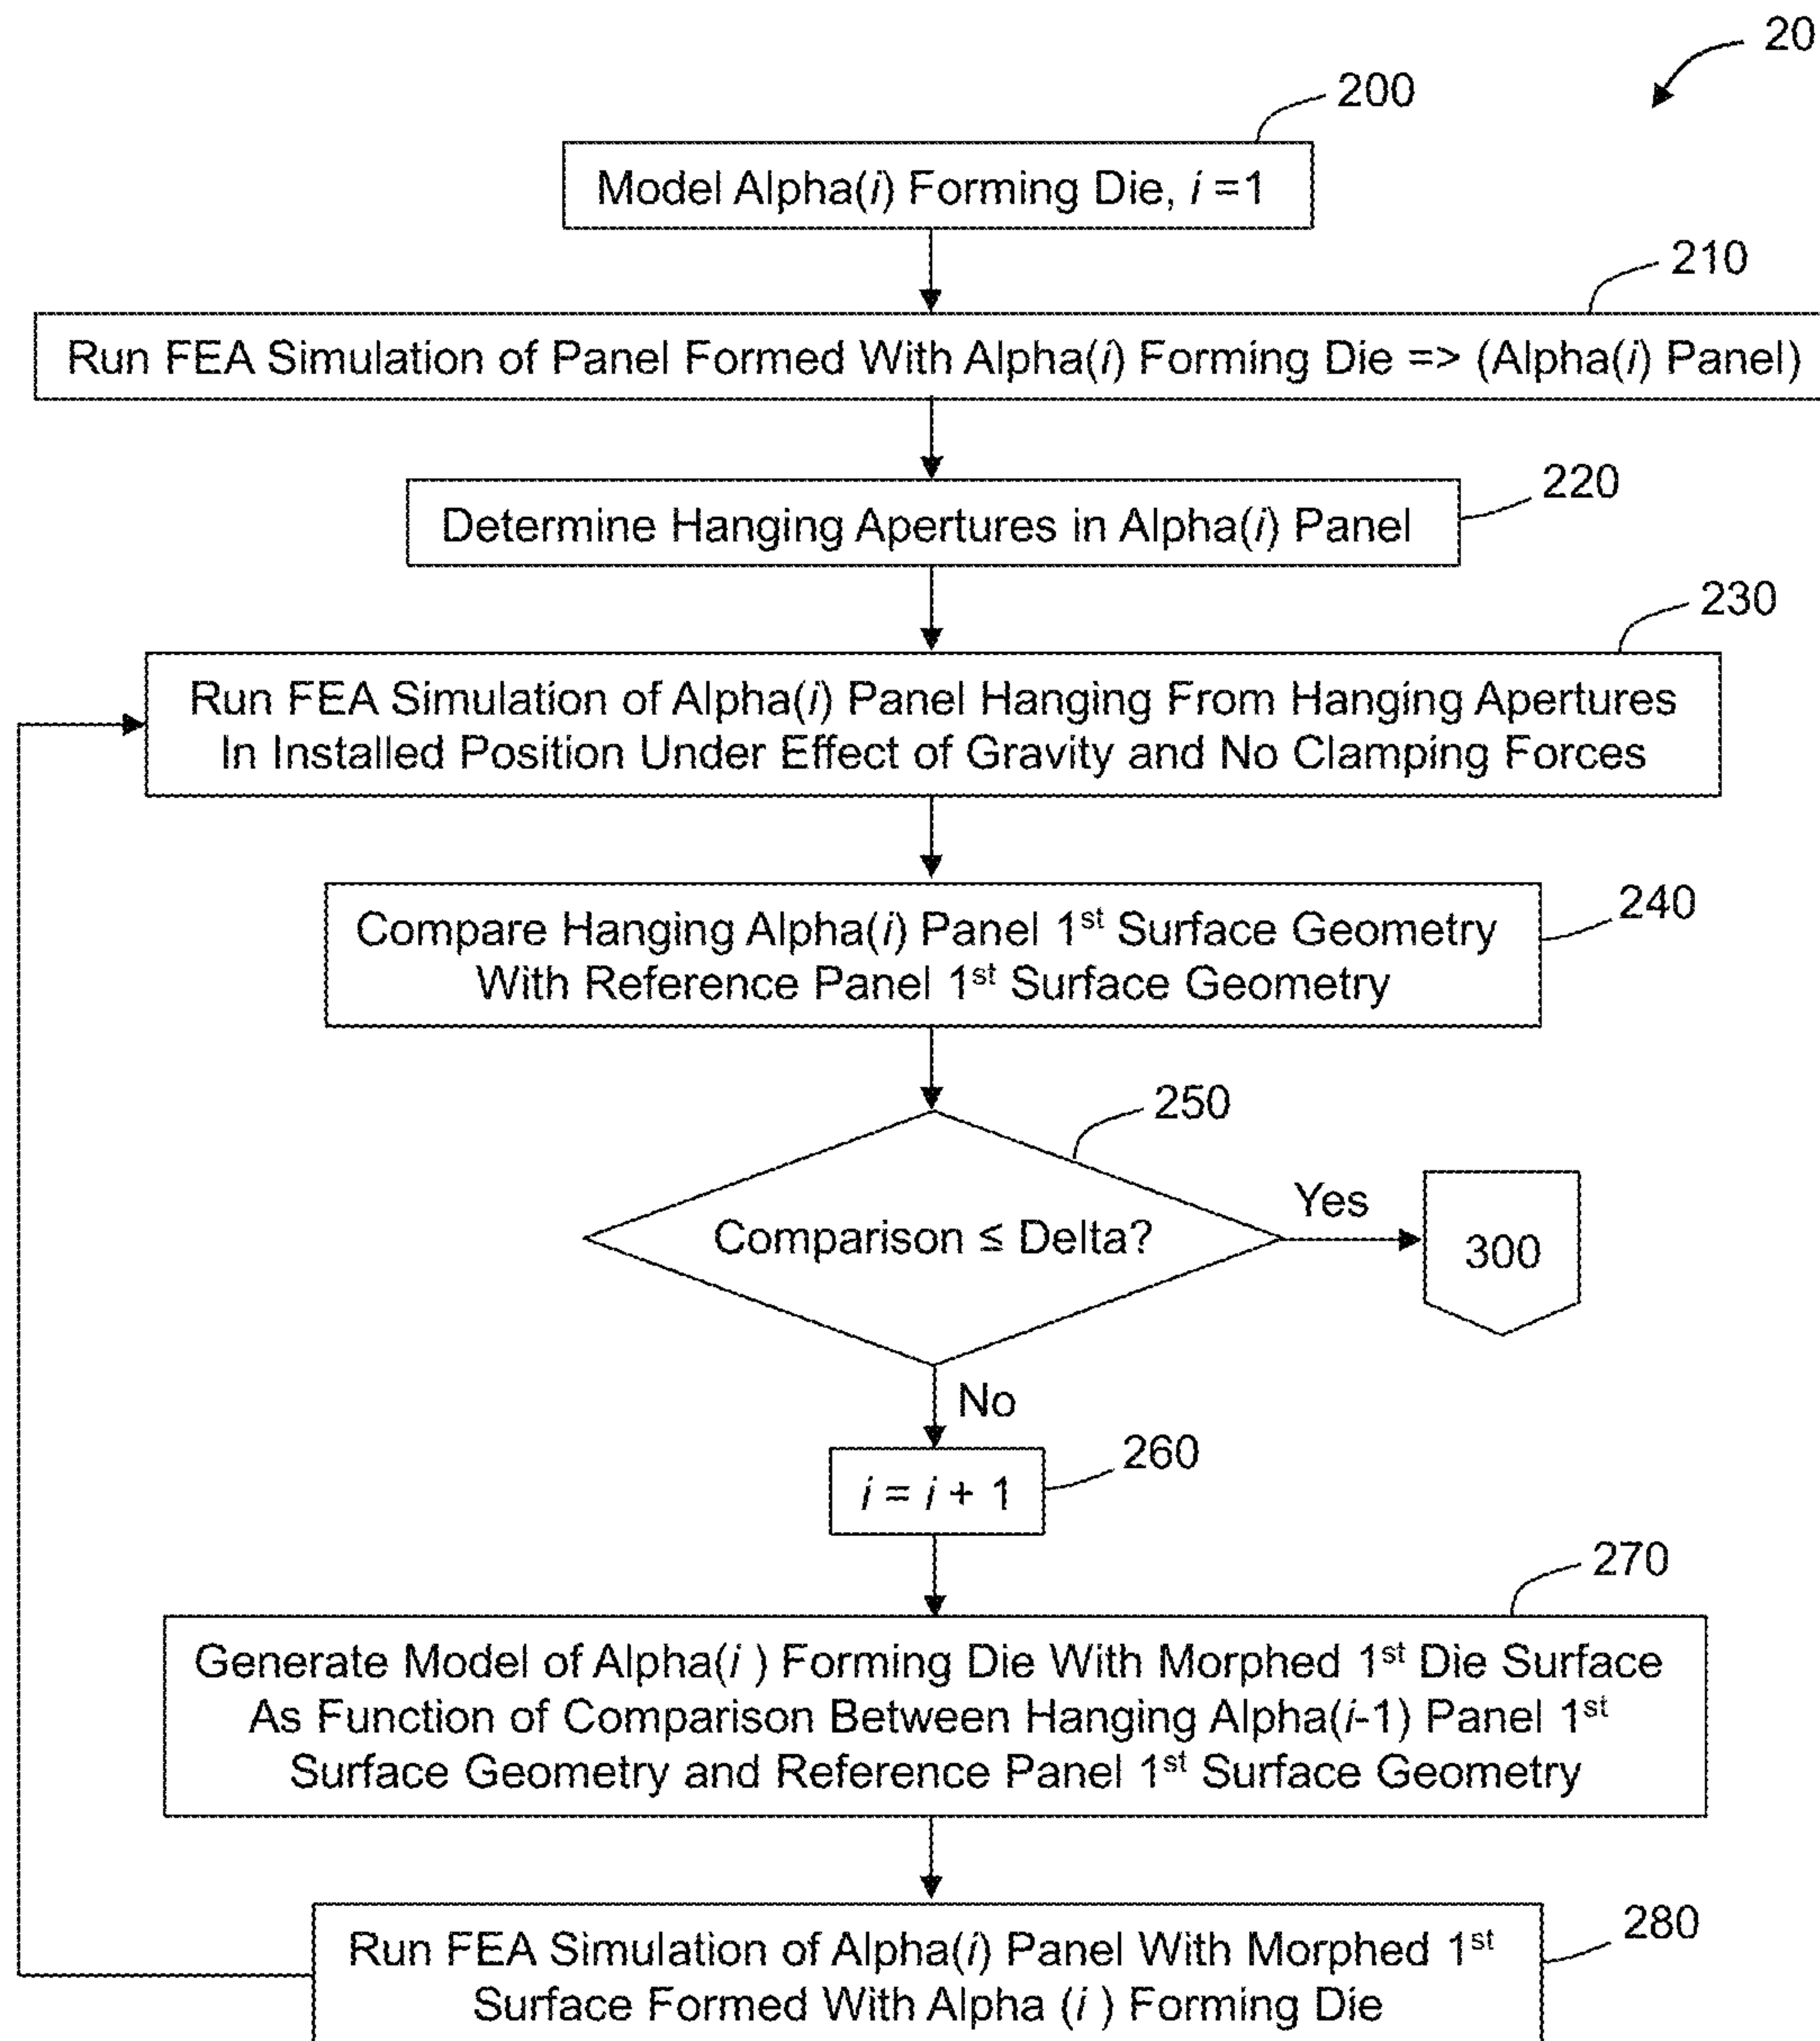 20
200
Model Alpha(i) Forming Die, i =1
210
Run FEA Simulation of Panel Formed With Alpha(i) Forming Die => (Alpha(i) Panel)
220
Determine Hanging Apertures in Alpha(i) Panel
230
Run FEA Simulation of Alpha(i) Panel Hanging From Hanging Apertures
In Installed Position Under Effect of Gravity and No Clamping Forces
240
Compare Hanging Alpha(i) Panel 1st Surface Geometry
With Reference Panel 1st Surface Geometry
250
Comparison ≤ Delta?
Yes
300
No
260
i = i + 1
270
Generate Model of Alpha(i ) Forming Die With Morphed 1st Die Surface
As Function of Comparison Between Hanging Alpha(i-1) Panel 1st
Surface Geometry and Reference Panel 1st Surface Geometry
280
Run FEA Simulation of Alpha(i) Panel With Morphed 1st
Surface Formed With Alpha (i ) Forming Die